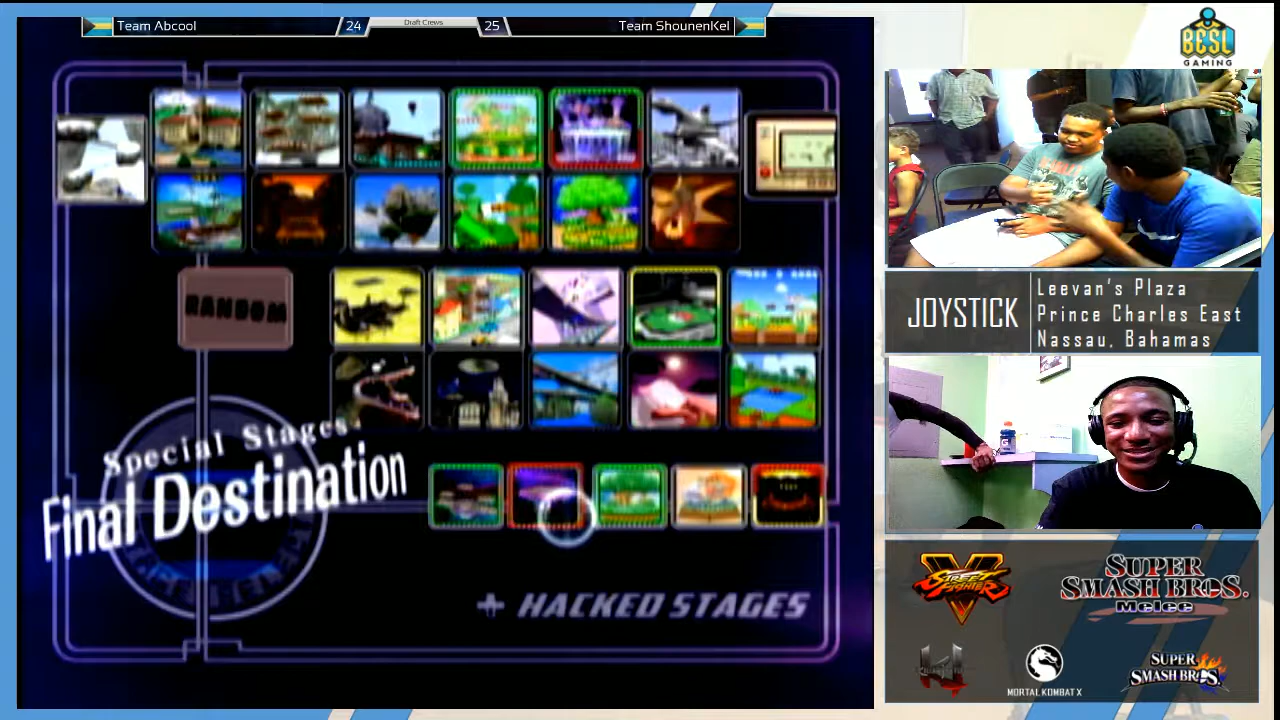 Team Abcool
24
Draft Crews
25
Team ShounenKel
BESL
GAMING
RANDOM
Special Stages
Final Destination
+ HACKED STAGES
JOYSTICK
Leevan's Plaza
Prince Charles East
Nassau, Bahamas
STREET
FIGHTER
V
SUPER
SMASH BROS.
Melee
MORTAL KOMBAT X
SUPER
SMASH BROS.